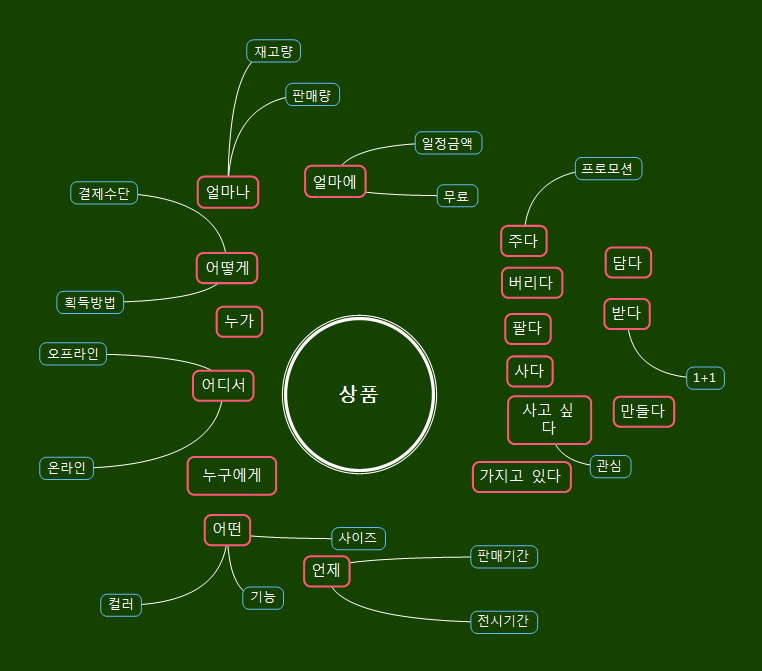 재고량
판매량
일정금액
프로모션
얼마나
얼마에
결제수단
무료
주다
담다
어떻게
버리다
획득방법
누가
받다
팔다
오프라인
어디서
상품
사다
1+1
사고 싶
다
만들다
온라인
누구에게
가지고 있다
관심
어떤
사이즈
언제
판매기간
컬러
기능
전시기간